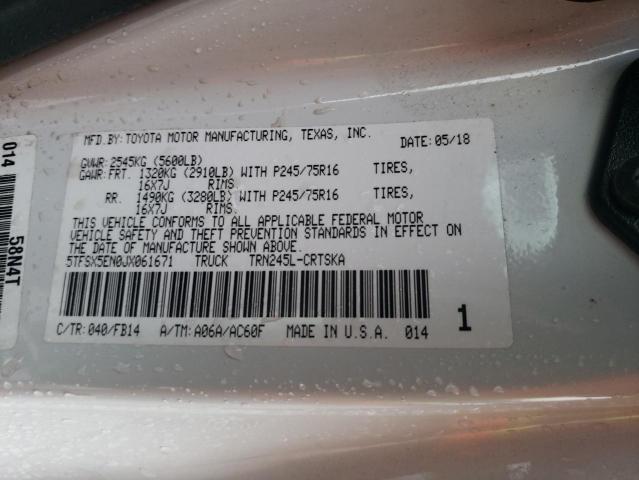 MFD.BY:TOYOTA MOTOR MANUFACTURING, TEXAS, INC. DATE: 05/18
GVWR:2545KG (5600LB)
GAWR:FRT. 1320KG (2910LB) WITH P245/75R16 TIRES,
16X7J RIMS.
RR. 1490KG (3280LB) WITH P245/75R16 TIRES,
16X7J RIMS.
THIS VEHICLE CONFORMS TO ALL APPLICABLE FEDERAL MOTOR
VEHICLE SAFETY AND THEFT PREVENTION STANDARDS IN EFFECT ON
THE DATE OF MANUFACTURE SHOWN ABOVE.
5TFSX5EN0JX061671 TRUCK TRN245L-CRTSKA
C/TR:040/FB14 A/TM:A06A/AC60F MADE IN U.S.A. 014 1
014 58N4T